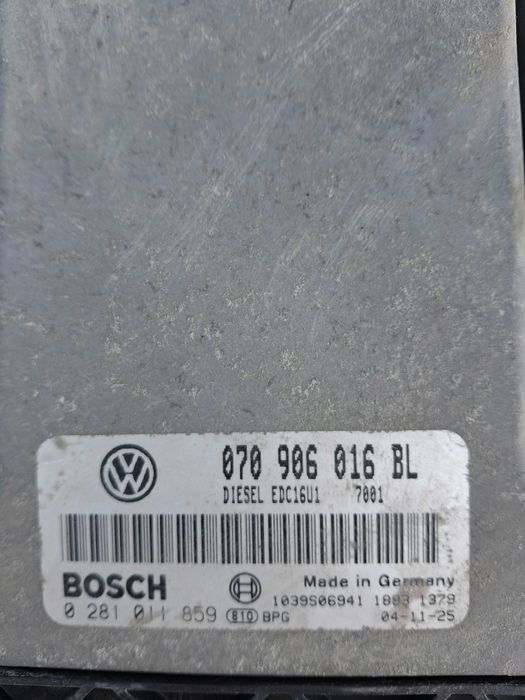 070 906 016 BL
DIESEL EDC16U1 7001
BOSCH
Made in Germany
1039S06941 1883 1379
0 281 011 859 810 BPG 04-11-25